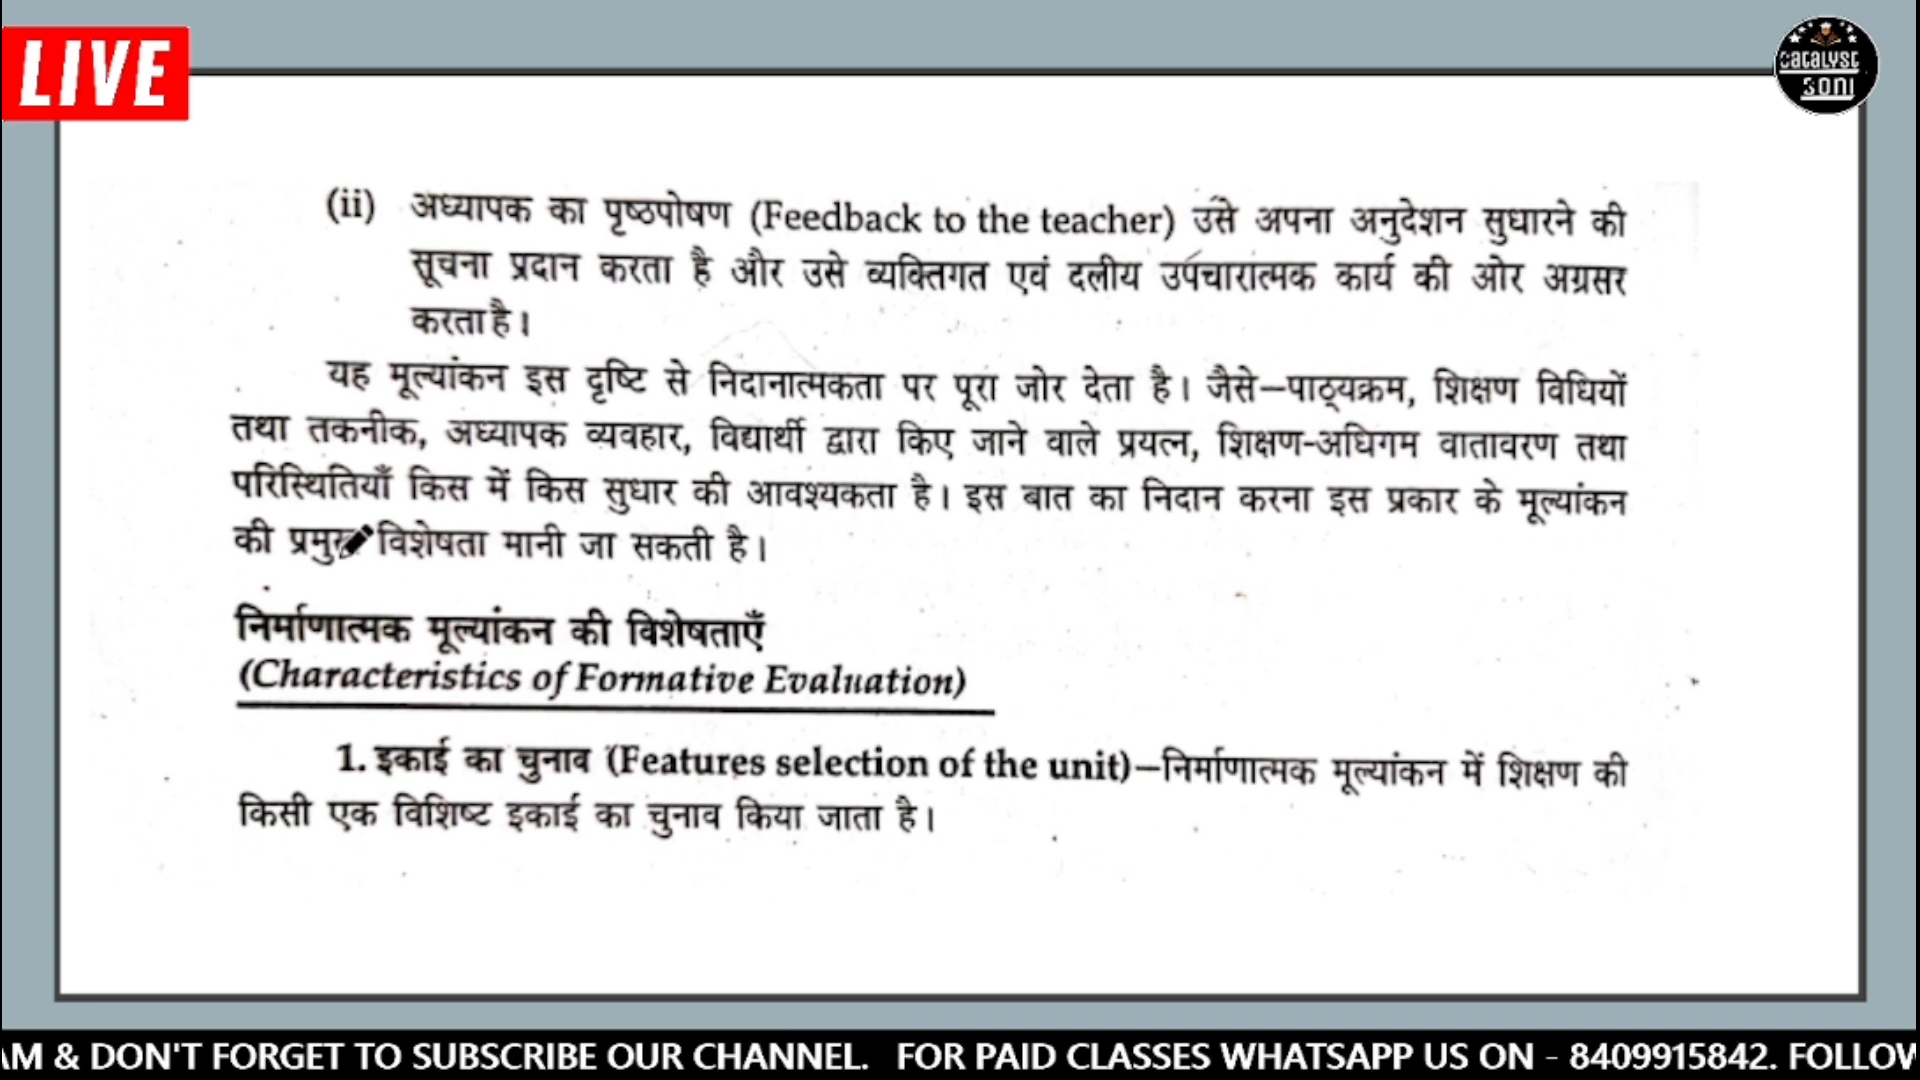 LIVE
catalyst
SONI
(ii) अध्यापक का पृष्ठपोषण (Feedback to the teacher) उसे अपना अनुदेशन सुधारने की
सूचना प्रदान करता है और उसे व्यक्तिगत एवं दलीय उपचारात्मक कार्य की ओर अग्रसर
करता है।
यह मूल्यांकन इस दृष्टि से निदानात्मकता पर पूरा जोर देता है। जैसे—पाठ्यक्रम, शिक्षण विधियों
तथा तकनीक, अध्यापक व्यवहार, विद्यार्थी द्वारा किए जाने वाले प्रयत्न, शिक्षण-अधिगम वातावरण तथा
परिस्थितियाँ किस में किस सुधार की आवश्यकता है। इस बात का निदान करना इस प्रकार के मूल्यांकन
की प्रमुख विशेषता मानी जा सकती है।
निर्माणात्मक मूल्यांकन की विशेषताएँ
(Characteristics of Formative Evaluation)
1. इकाई का चुनाव (Features selection of the unit)—निर्माणात्मक मूल्यांकन में शिक्षण की
किसी एक विशिष्ट इकाई का चुनाव किया जाता है।
AM & DON'T FORGET TO SUBSCRIBE OUR CHANNEL. FOR PAID CLASSES WHATSAPP US ON - 8409915842. FOLLOW